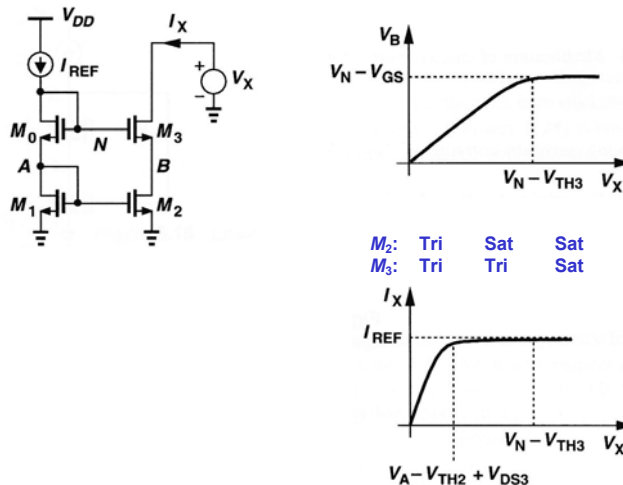 V_DD
I_REF
M_0
N
M_3
A
B
M_1
M_2
I_X
+
−
V_X
V_B
V_N − V_GS
V_N − V_TH3
V_X
M_2: Tri Sat Sat
M_3: Tri Tri Sat
I_X
I_REF
V_N − V_TH3
V_X
V_A − V_TH2 + V_DS3